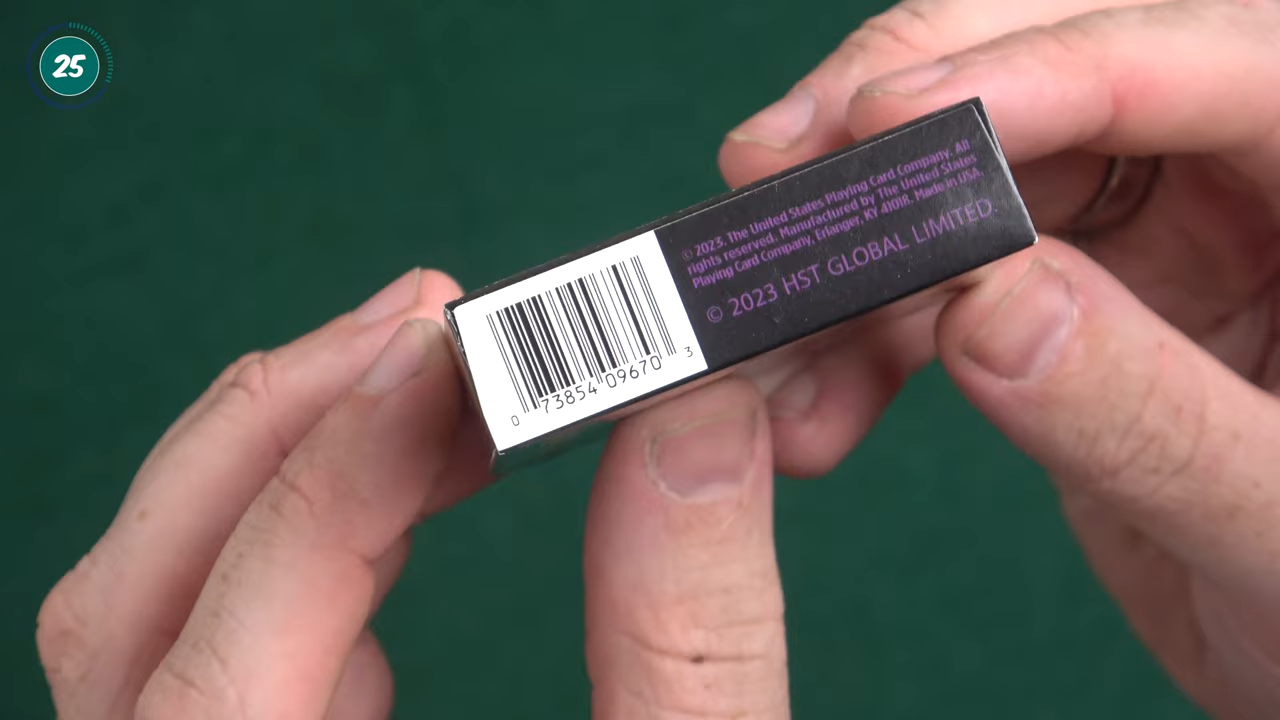 25
© 2023. The United States Playing Card Company. All
rights reserved. Manufactured by The United States
Playing Card Company, Erlanger, KY 41018. Made in USA.
© 2023 HST GLOBAL LIMITED.
0 73854 09670 3